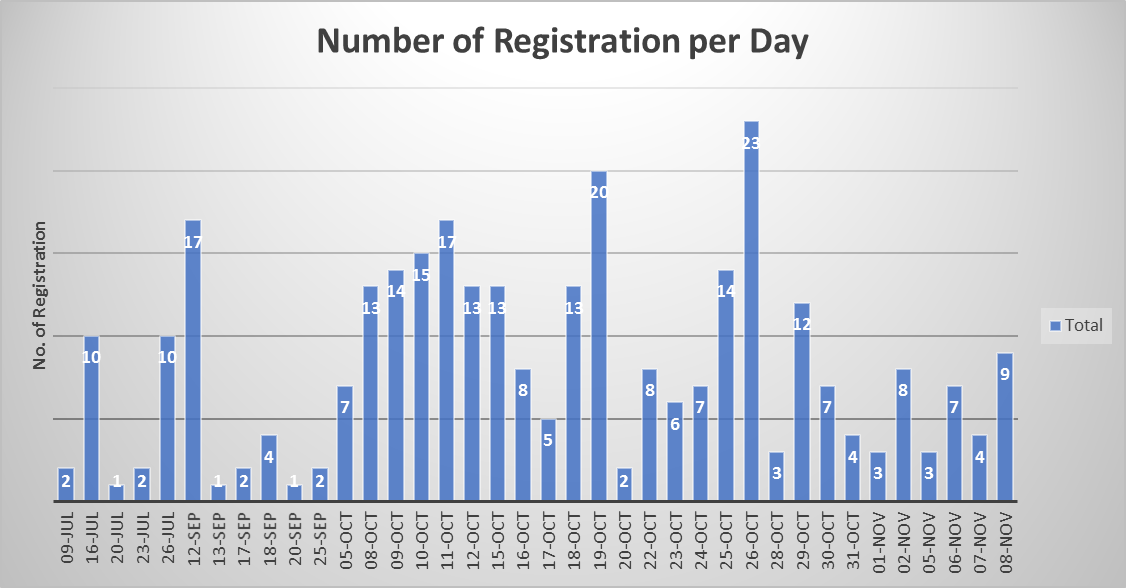 Number of Registration per Day
No. of Registration
2
10
1
2
10
17
1
2
4
1
2
7
13
14
15
17
13
13
8
5
13
20
2
8
6
7
14
23
3
12
7
4
3
8
3
7
4
9
Total
09-JUL
16-JUL
20-JUL
23-JUL
26-JUL
12-SEP
13-SEP
17-SEP
18-SEP
20-SEP
25-SEP
05-OCT
08-OCT
09-OCT
10-OCT
11-OCT
12-OCT
15-OCT
16-OCT
17-OCT
18-OCT
19-OCT
20-OCT
22-OCT
23-OCT
24-OCT
25-OCT
26-OCT
28-OCT
29-OCT
30-OCT
31-OCT
01-NOV
02-NOV
05-NOV
06-NOV
07-NOV
08-NOV